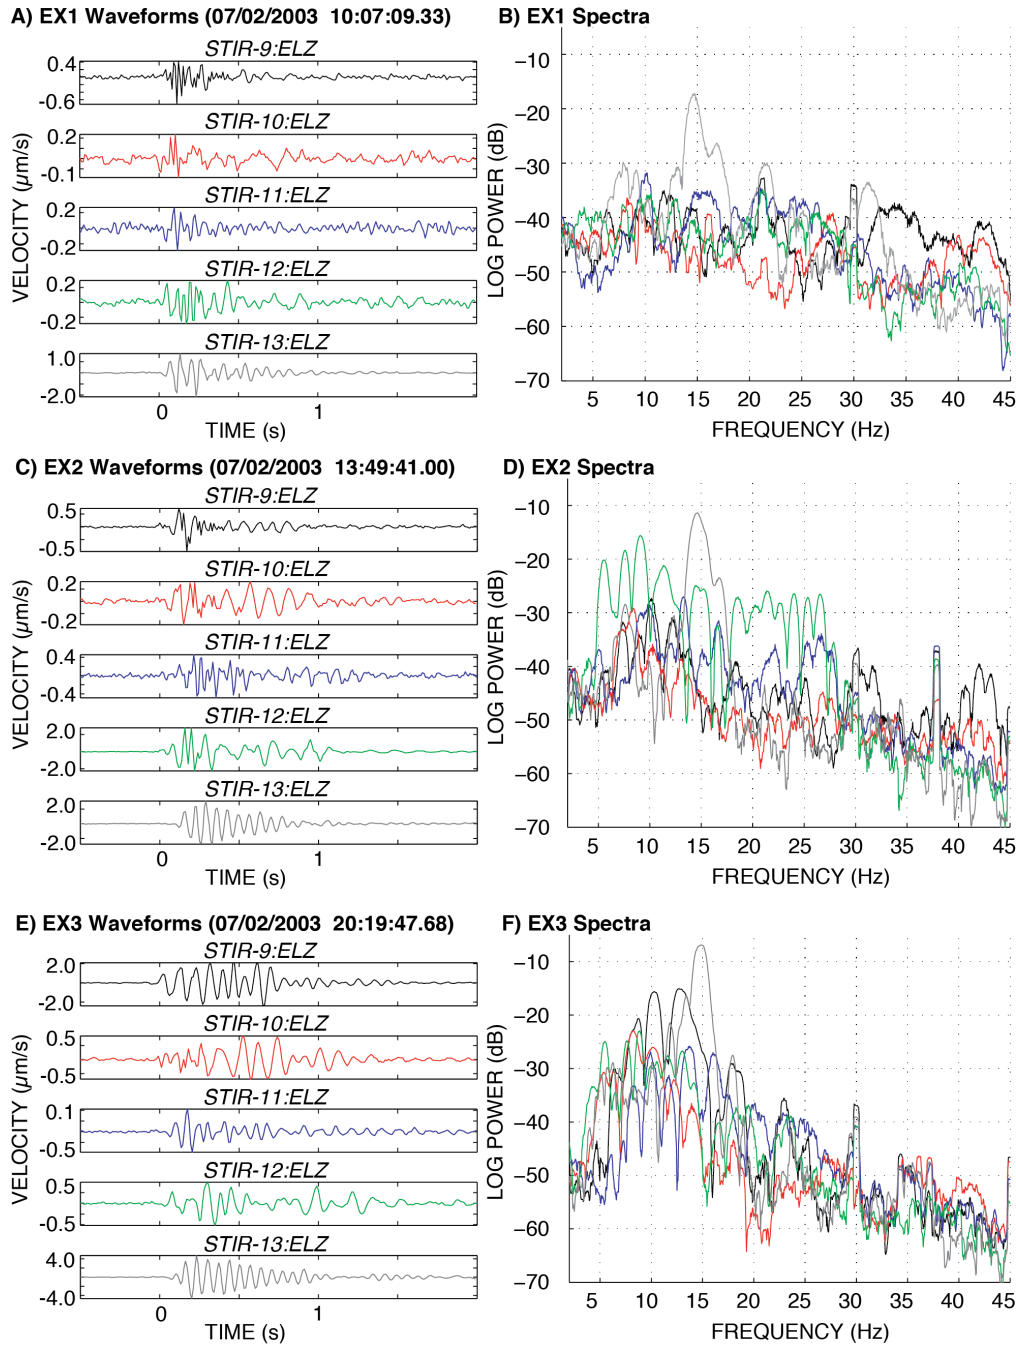 A) EX1 Waveforms (07/02/2003 10:07:09.33)
STIR-9:ELZ
0.4
-0.6
STIR-10:ELZ
0.2
-0.1
STIR-11:ELZ
0.2
-0.2
STIR-12:ELZ
0.2
-0.2
STIR-13:ELZ
1.0
-2.0
VELOCITY (µm/s)
0 1
TIME (s)
B) EX1 Spectra
−10
−20
−30
−40
−50
−60
−70
LOG POWER (dB)
5 10 15 20 25 30 35 40 45
FREQUENCY (Hz)
C) EX2 Waveforms (07/02/2003 13:49:41.00)
STIR-9:ELZ
0.5
-0.5
STIR-10:ELZ
0.2
-0.2
STIR-11:ELZ
0.4
-0.4
STIR-12:ELZ
2.0
-2.0
STIR-13:ELZ
2.0
-2.0
VELOCITY (µm/s)
0 1
TIME (s)
D) EX2 Spectra
−10
−20
−30
−40
−50
−60
−70
LOG POWER (dB)
5 10 15 20 25 30 35 40 45
FREQUENCY (Hz)
E) EX3 Waveforms (07/02/2003 20:19:47.68)
STIR-9:ELZ
2.0
-2.0
STIR-10:ELZ
0.5
-0.5
STIR-11:ELZ
0.1
-0.5
STIR-12:ELZ
0.5
-0.5
STIR-13:ELZ
4.0
-4.0
VELOCITY (µm/s)
0 1
TIME (s)
F) EX3 Spectra
−10
−20
−30
−40
−50
−60
−70
LOG POWER (dB)
5 10 15 20 25 30 35 40 45
FREQUENCY (Hz)